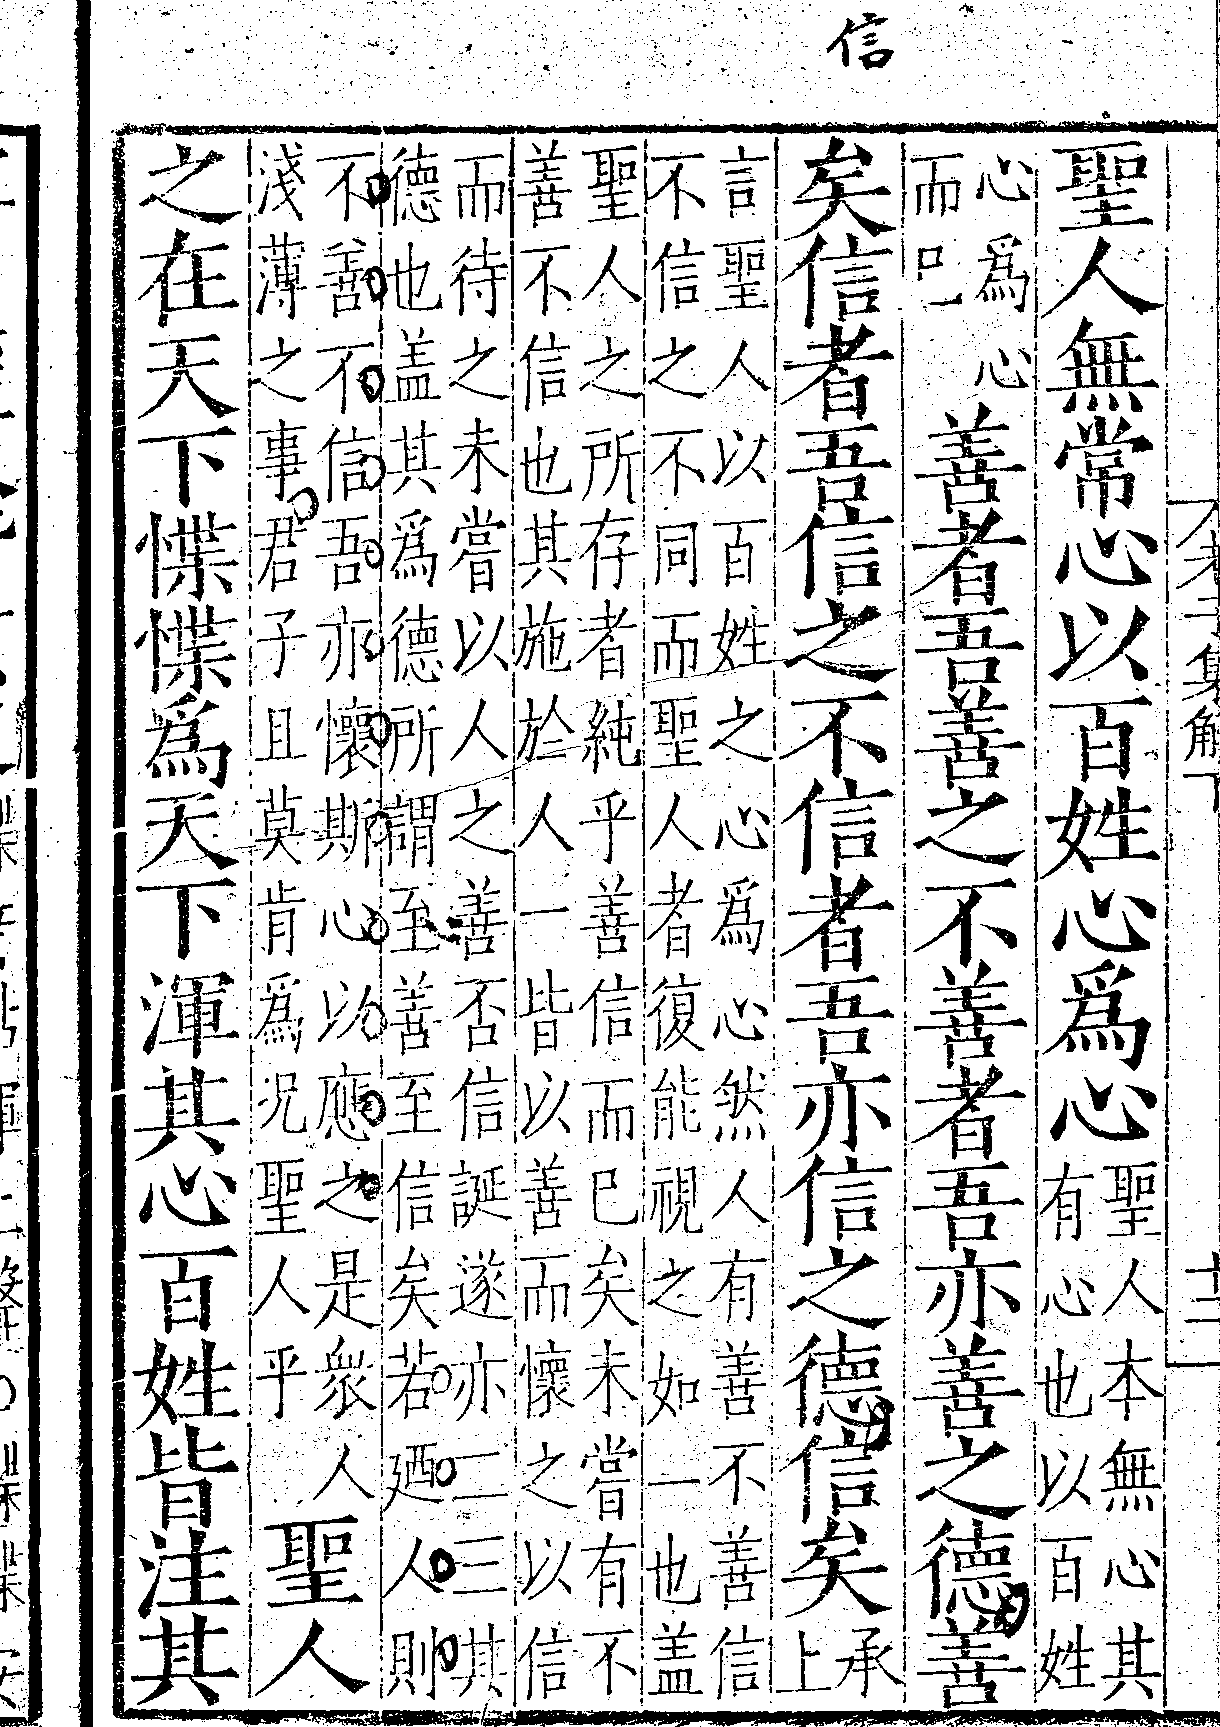 信
老子集解下
十二
聖人無常心以百姓心爲心
聖人本無心其
有心也以百姓
心爲心
而已
善者吾善之不善者吾亦善之德善
矣信者吾信之不信者吾亦信之德信矣
承
上
言聖人以百姓之心爲心然人有善不善信
不信之不同而聖人者復能視之如一也盖
聖人之所存者純乎善信而已矣未嘗有不
善不信也其施於人一皆以善而懷之以信
而待之未嘗以人之善否信誕遂亦二三其
德也盖其爲德所謂至善至信矣若廼人則
不善不信吾亦懷斯心以應之是衆人
淺薄之事君子且莫肯爲况聖人乎
聖人
之在天下惵惵爲天下渾其心百姓皆注其